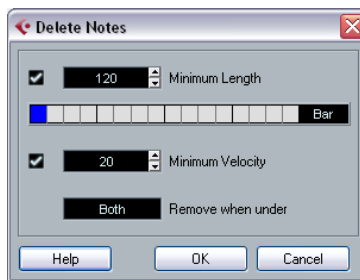 Delete Notes
120 Minimum Length
Bar
20 Minimum Velocity
Both Remove when under
Help OK Cancel